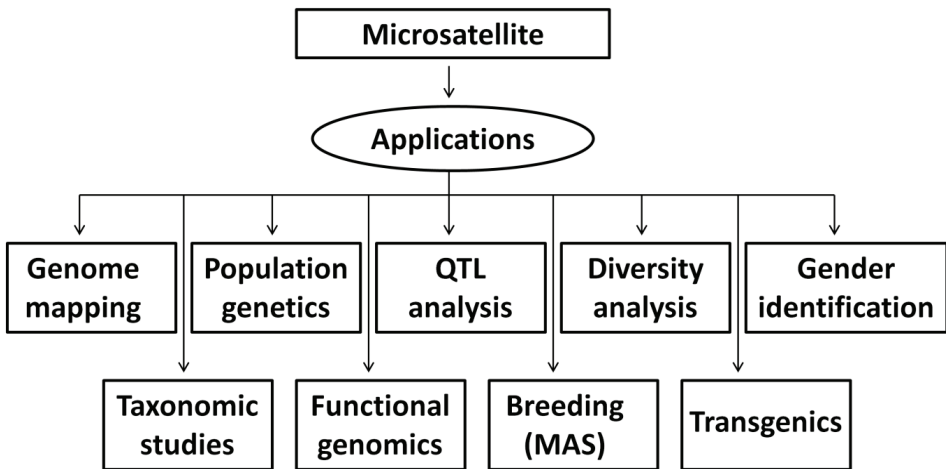 Microsatellite
Applications
Genome
mapping
Population
genetics
QTL
analysis
Diversity
analysis
Gender
identification
Taxonomic
studies
Functional
genomics
Breeding
(MAS)
Transgenics